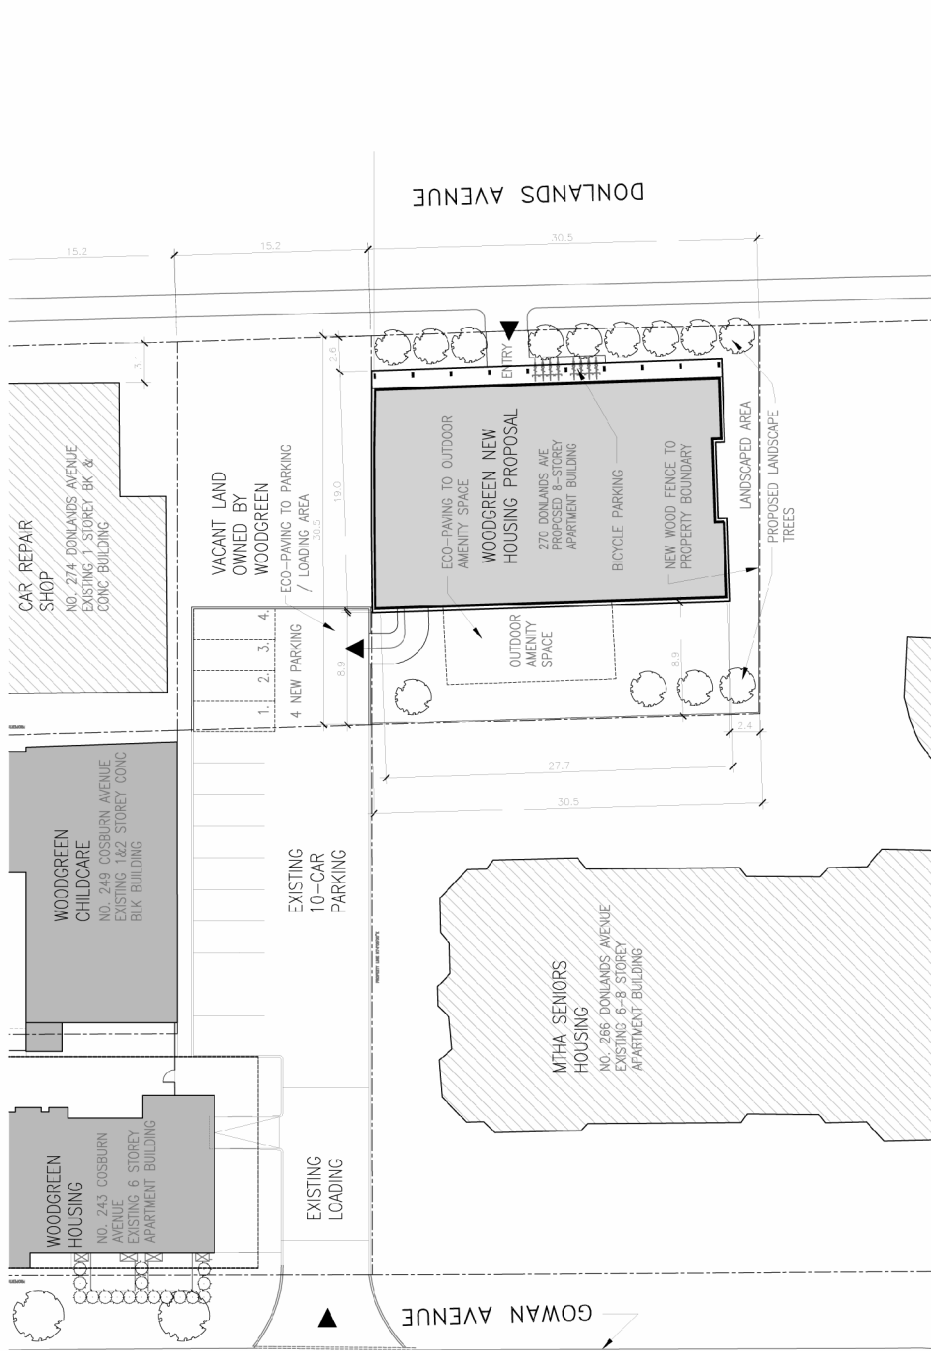 DONLANDS AVENUE
15.2
15.2
30.5
ENTRY
2.6
3.1
19.0
30.5
CAR REPAIR
SHOP
NO. 274 DONLANDS AVENUE
EXISTING 1 STOREY BK &
CONC BUILDING
VACANT LAND
OWNED BY
WOODGREEN
ECO-PAVING TO PARKING
/ LOADING AREA
ECO-PAVING TO OUTDOOR
AMENITY SPACE
WOODGREEN NEW
HOUSING PROPOSAL
270 DONLANDS AVE
PROPOSED 8-STOREY
APARTMENT BUILDING
BICYCLE PARKING
NEW WOOD FENCE TO
PROPERTY BOUNDARY
LANDSCAPED AREA
PROPOSED LANDSCAPE
TREES
1.
2.
3.
4.
4 NEW PARKING
8.9
OUTDOOR
AMENITY
SPACE
8.9
2.4
27.7
30.5
WOODGREEN
CHILDCARE
NO. 249 COSBURN AVENUE
EXISTING 1&2 STOREY CONC
BLK BUILDING
EXISTING
10-CAR
PARKING
MTHA SENIORS
HOUSING
NO. 266 DONLANDS AVENUE
EXISTING 6-8 STOREY
APARTMENT BUILDING
WOODGREEN
HOUSING
NO. 243 COSBURN
AVENUE
EXISTING 6 STOREY
APARTMENT BUILDING
EXISTING
LOADING
GOWAN AVENUE